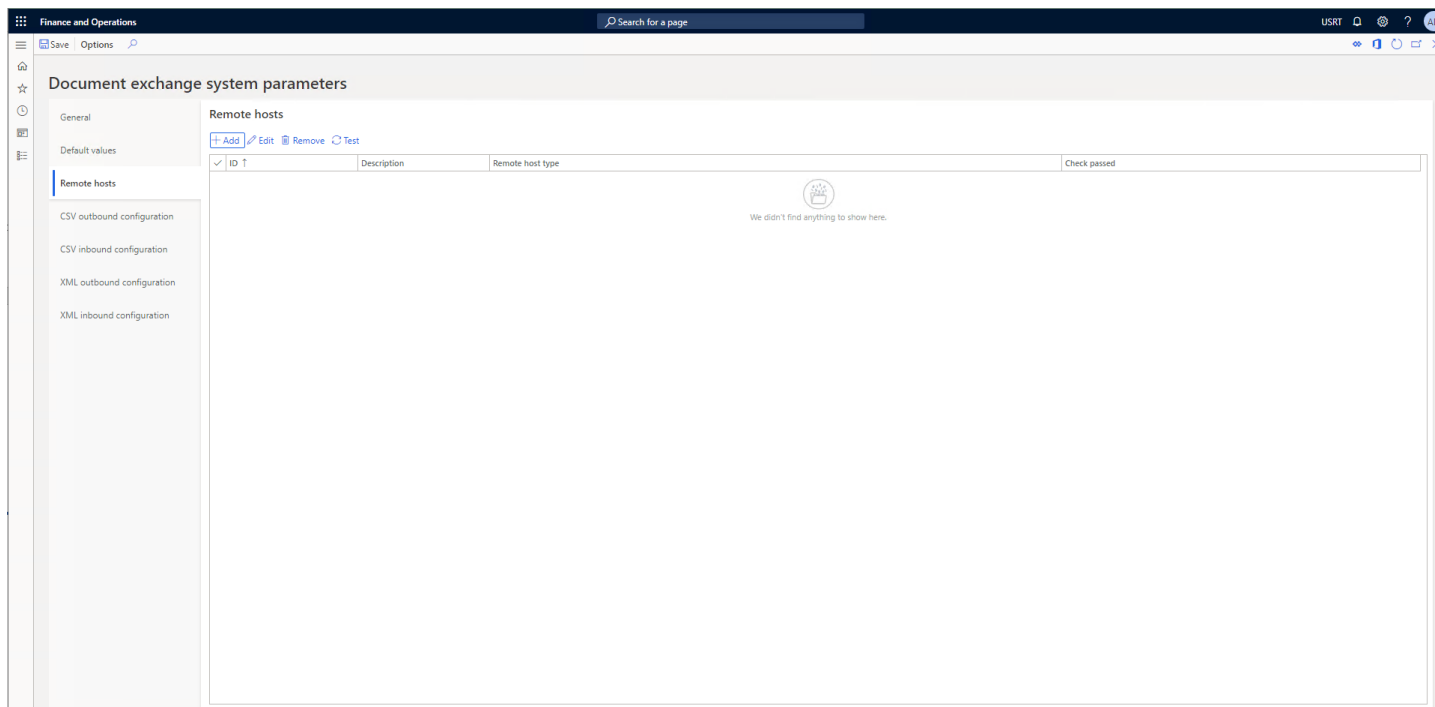 Finance and Operations
Search for a page
USRT
?
Save Options
Document exchange system parameters
General
Default values
Remote hosts
CSV outbound configuration
CSV inbound configuration
XML outbound configuration
XML inbound configuration
Remote hosts
+ Add Edit Remove Test
ID ↑ Description Remote host type Check passed
We didn't find anything to show here.